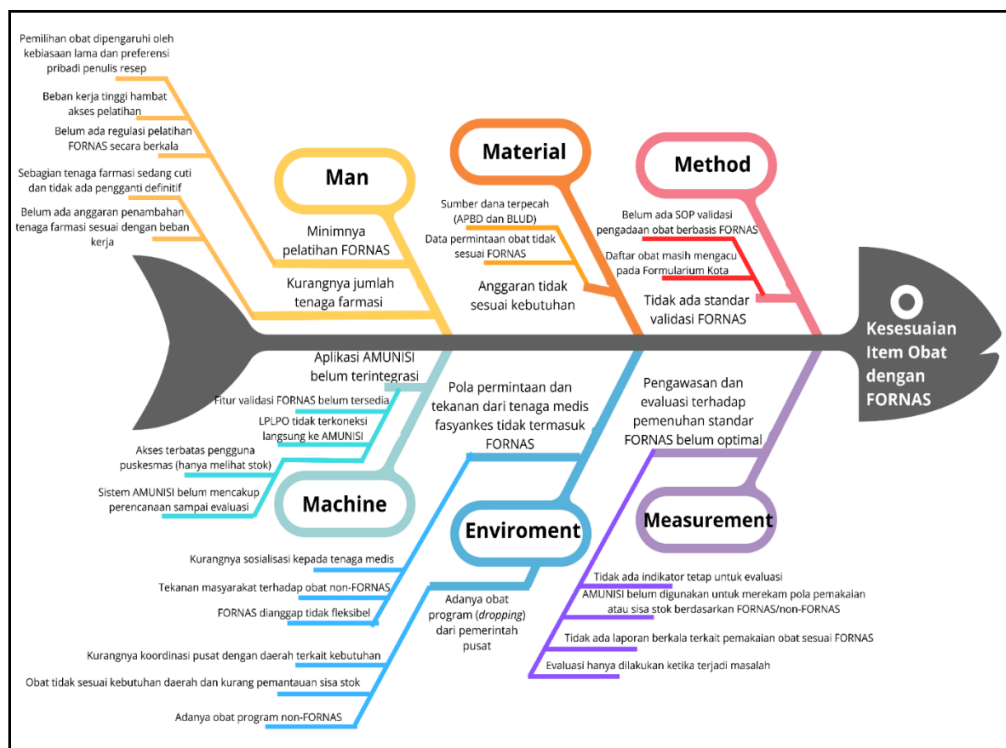 Pemilihan obat dipengaruhi oleh
kebiasaan lama dan preferensi
pribadi penulis resep
Beban kerja tinggi hambat
akses pelatihan
Belum ada regulasi pelatihan
FORNAS secara berkala
Sebagian tenaga farmasi sedang cuti
dan tidak ada pengganti definitif
Belum ada anggaran penambahan
tenaga farmasi sesuai dengan beban
kerja
Man
Minimnya
pelatihan FORNAS
Kurangnya jumlah
tenaga farmasi
Material
Sumber dana terpecah
(APBD dan BLUD)
Data permintaan obat tidak
sesuai FORNAS
Anggaran tidak
sesuai kebutuhan
Method
Belum ada SOP validasi
pengadaan obat berbasis FORNAS
Daftar obat masih mengacu
pada Formularium Kota
Tidak ada standar
validasi FORNAS
Kesesuaian
Item Obat
dengan
FORNAS
Aplikasi AMUNISI
belum terintegrasi
Fitur validasi FORNAS belum tersedia
LPLPO tidak terkoneksi
langsung ke AMUNISI
Akses terbatas pengguna
puskesmas (hanya melihat stok)
Sistem AMUNISI belum mencakup
perencanaan sampai evaluasi
Machine
Pola permintaan dan
tekanan dari tenaga medis
fasyankes tidak termasuk
FORNAS
Enviroment
Kurangnya sosialisasi kepada tenaga medis
Tekanan masyarakat terhadap obat non-FORNAS
FORNAS dianggap tidak fleksibel
Adanya obat
program (dropping)
dari pemerintah
pusat
Kurangnya koordinasi pusat dengan daerah terkait kebutuhan
Obat tidak sesuai kebutuhan daerah dan kurang pemantauan sisa stok
Adanya obat program non-FORNAS
Pengawasan dan
evaluasi terhadap
pemenuhan standar
FORNAS belum optimal
Measurement
Tidak ada indikator tetap untuk evaluasi
AMUNISI belum digunakan untuk merekam pola pemakaian
atau sisa stok berdasarkan FORNAS/non-FORNAS
Tidak ada laporan berkala terkait pemakaian obat sesuai FORNAS
Evaluasi hanya dilakukan ketika terjadi masalah